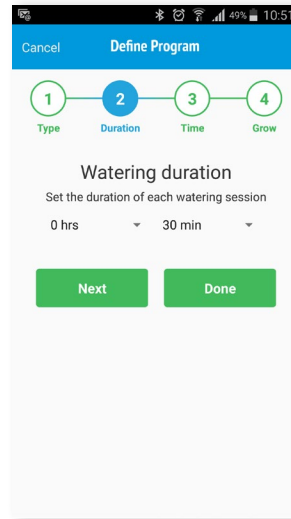 49% 10:51
Cancel Define Program
1 2 3 4
Type Duration Time Grow
Watering duration
Set the duration of each watering session
0 hrs 30 min
Next Done